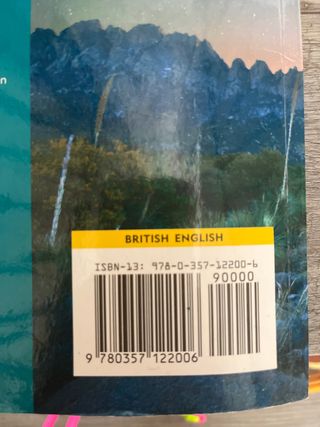 n
BRITISH ENGLISH
ISBN-13: 978-0-357-12200-6
90000
9 780357 122006